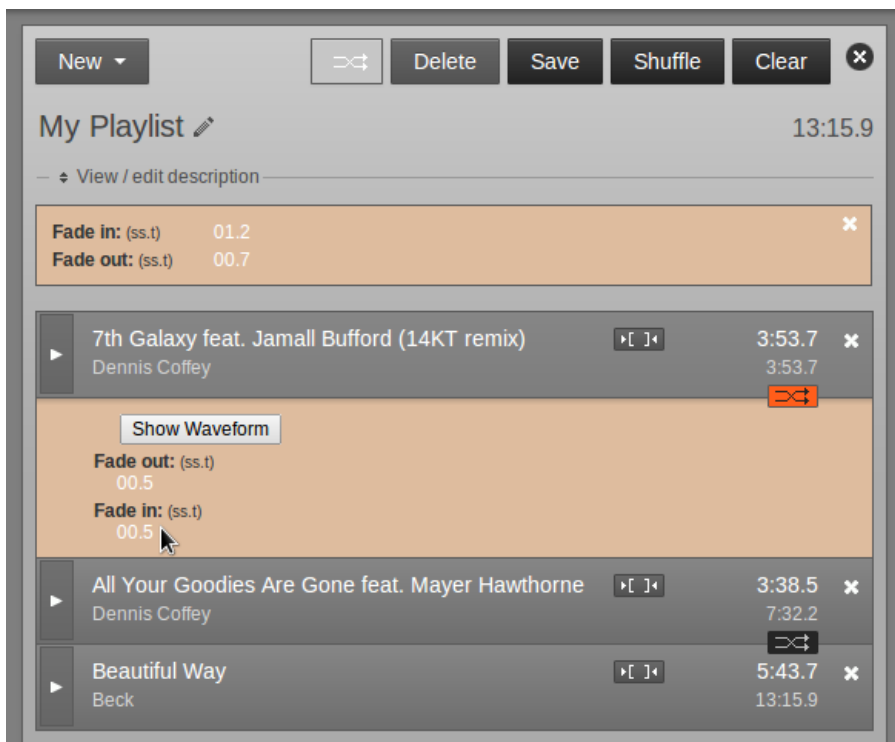 New Delete Save Shuffle Clear
My Playlist 13:15.9
View / edit description
Fade in: (ss.t) 01.2
Fade out: (ss.t) 00.7
7th Galaxy feat. Jamall Bufford (14KT remix) 3:53.7
Dennis Coffey 3:53.7
Show Waveform
Fade out: (ss.t)
00.5
Fade in: (ss.t)
00.5
All Your Goodies Are Gone feat. Mayer Hawthorne 3:38.5
Dennis Coffey 7:32.2
Beautiful Way 5:43.7
Beck 13:15.9